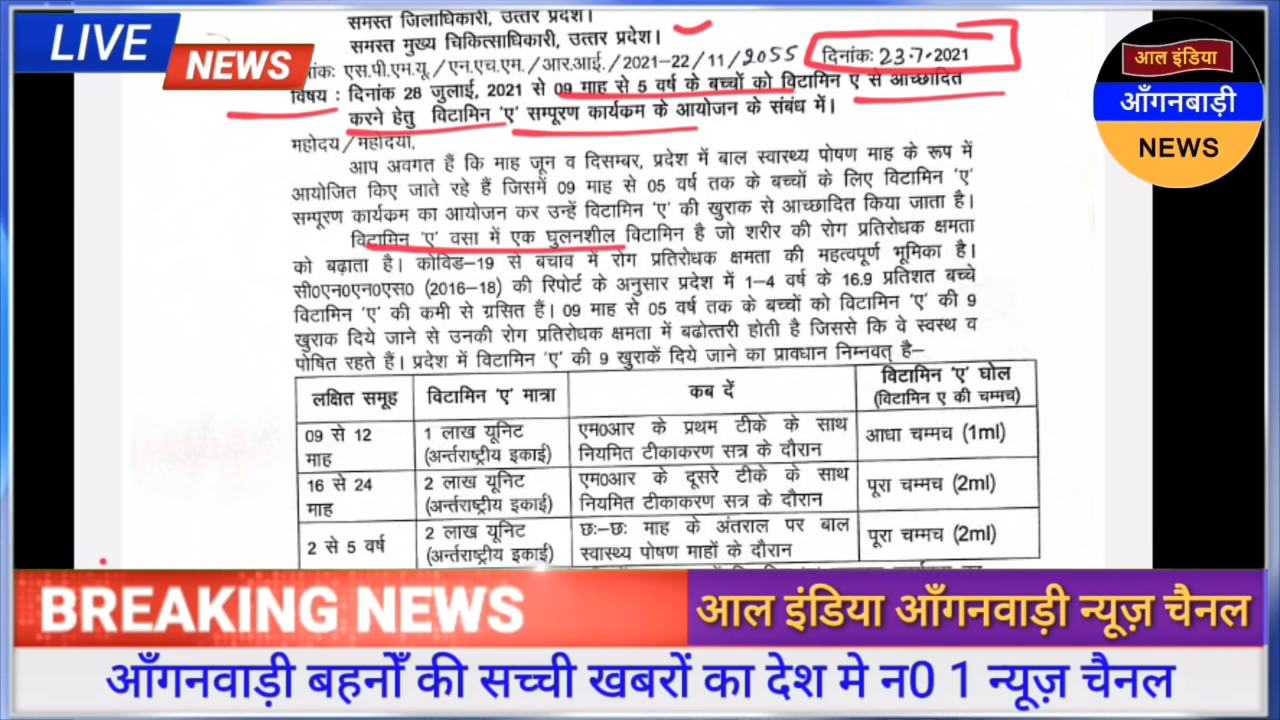 LIVE
NEWS
समस्त जिलाधिकारी, उत्तर प्रदेश।
समस्त मुख्य चिकित्साधिकारी, उत्तर प्रदेश।
एस.पी.एम.यू./एन.एच.एम./आर.आई./2021-22/11/2055 दिनांक: 23.7.2021
विषय : दिनांक 28 जुलाई, 2021 से 09 माह से 5 वर्ष के बच्चों को विटामिन ए से आच्छादित
करने हेतु विटामिन 'ए' सम्पूरण कार्यकम के आयोजन के संबंध में।
महोदय/महोदया,
आप अवगत हैं कि माह जून व दिसम्बर, प्रदेश में बाल स्वास्थ्य पोषण माह के रूप में
आयोजित किए जाते रहे हैं जिसमें 09 माह से 05 वर्ष तक के बच्चों के लिए विटामिन 'ए'
सम्पूरण कार्यकम का आयोजन कर उन्हें विटामिन 'ए' की खुराक से आच्छादित किया जाता है।
विटामिन 'ए' वसा में एक घुलनशील विटामिन है जो शरीर की रोग प्रतिरोधक क्षमता
को बढ़ाता है। कोविड-19 से बचाव में रोग प्रतिरोधक क्षमता की महत्वपूर्ण भूमिका है।
सी0एन0एन0एस0 (2016-18) की रिपोर्ट के अनुसार प्रदेश में 1-4 वर्ष के 16.9 प्रतिशत बच्चे
विटामिन 'ए' की कमी से ग्रसित हैं। 09 माह से 05 वर्ष तक के बच्चों को विटामिन 'ए' की 9
खुराक दिये जाने से उनकी रोग प्रतिरोधक क्षमता में बढोत्तरी होती है जिससे कि वे स्वस्थ व
पोषित रहते हैं। प्रदेश में विटामिन 'ए' की 9 खुराकें दिये जाने का प्रावधान निम्नवत् है-
लक्षित समूह विटामिन 'ए' मात्रा कब दें विटामिन 'ए' घोल
(विटामिन ए की चम्मच)
09 से 12 1 लाख यूनिट एम0आर के प्रथम टीके के साथ आधा चम्मच (1ml)
माह (अर्न्तराष्ट्रीय इकाई) नियमित टीकाकरण सत्र के दौरान
16 से 24 2 लाख यूनिट एम0आर के दूसरे टीके के साथ पूरा चम्मच (2ml)
माह (अर्न्तराष्ट्रीय इकाई) नियमित टीकाकरण सत्र के दौरान
2 से 5 वर्ष 2 लाख यूनिट छः-छः माह के अंतराल पर बाल पूरा चम्मच (2ml)
(अर्न्तराष्ट्रीय इकाई) स्वास्थ्य पोषण माहों के दौरान
आल इंडिया
आँगनबाड़ी
NEWS
BREAKING NEWS
आल इंडिया आँगनवाड़ी न्यूज़ चैनल
आँगनवाड़ी बहनोँ की सच्ची खबरों का देश मे न0 1 न्यूज़ चैनल